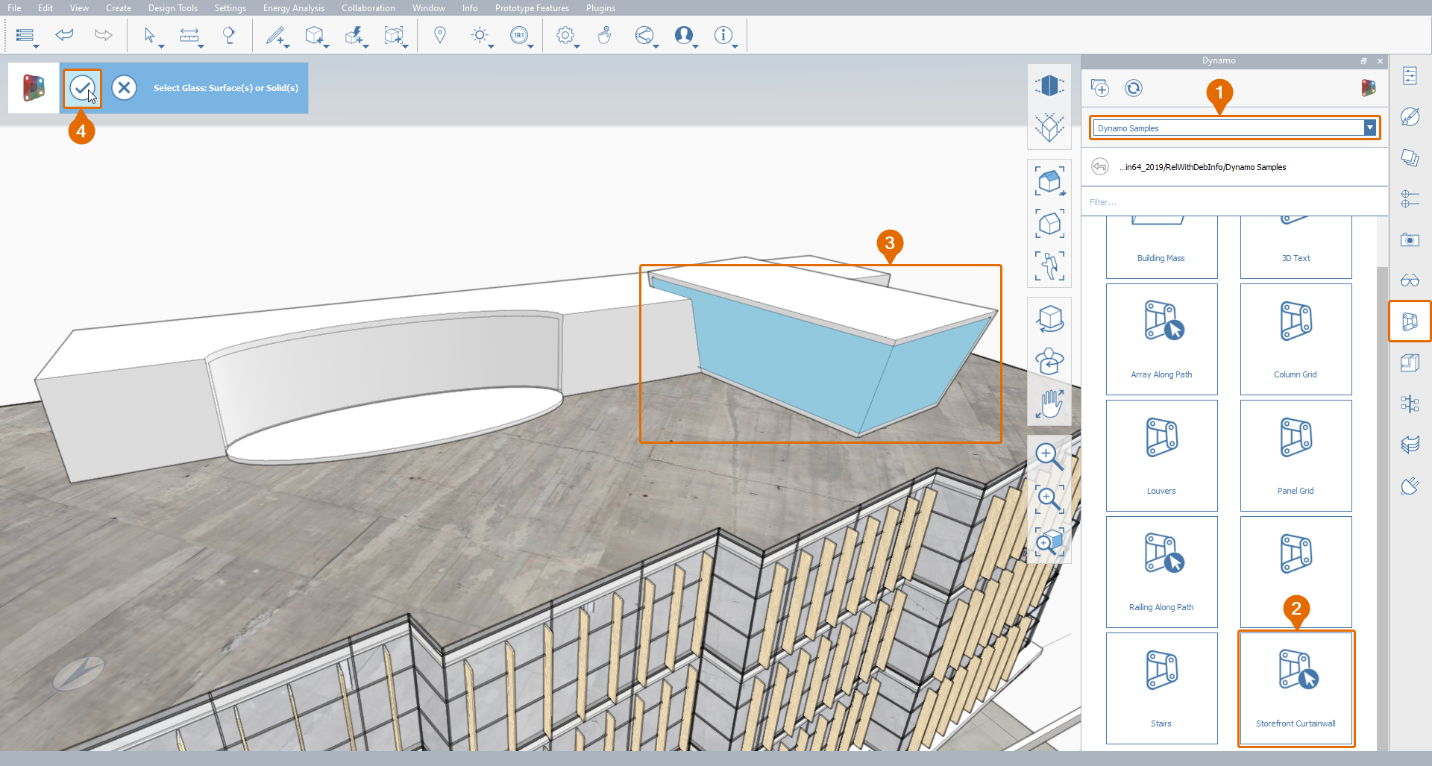 File Edit View Create Design Tools Settings Energy Analysis Collaboration Window Info Prototype Features Plugins
Dynamo
Select Glass: Surface(s) or Solid(s)
4
1
Dynamo Samples
...in64_2019/RelWithDebInfo/Dynamo Samples
Filter...
3
Building Mass
3D Text
Array Along Path
Column Grid
Louvers
Panel Grid
Railing Along Path
2
Stairs
Storefront Curtainwall